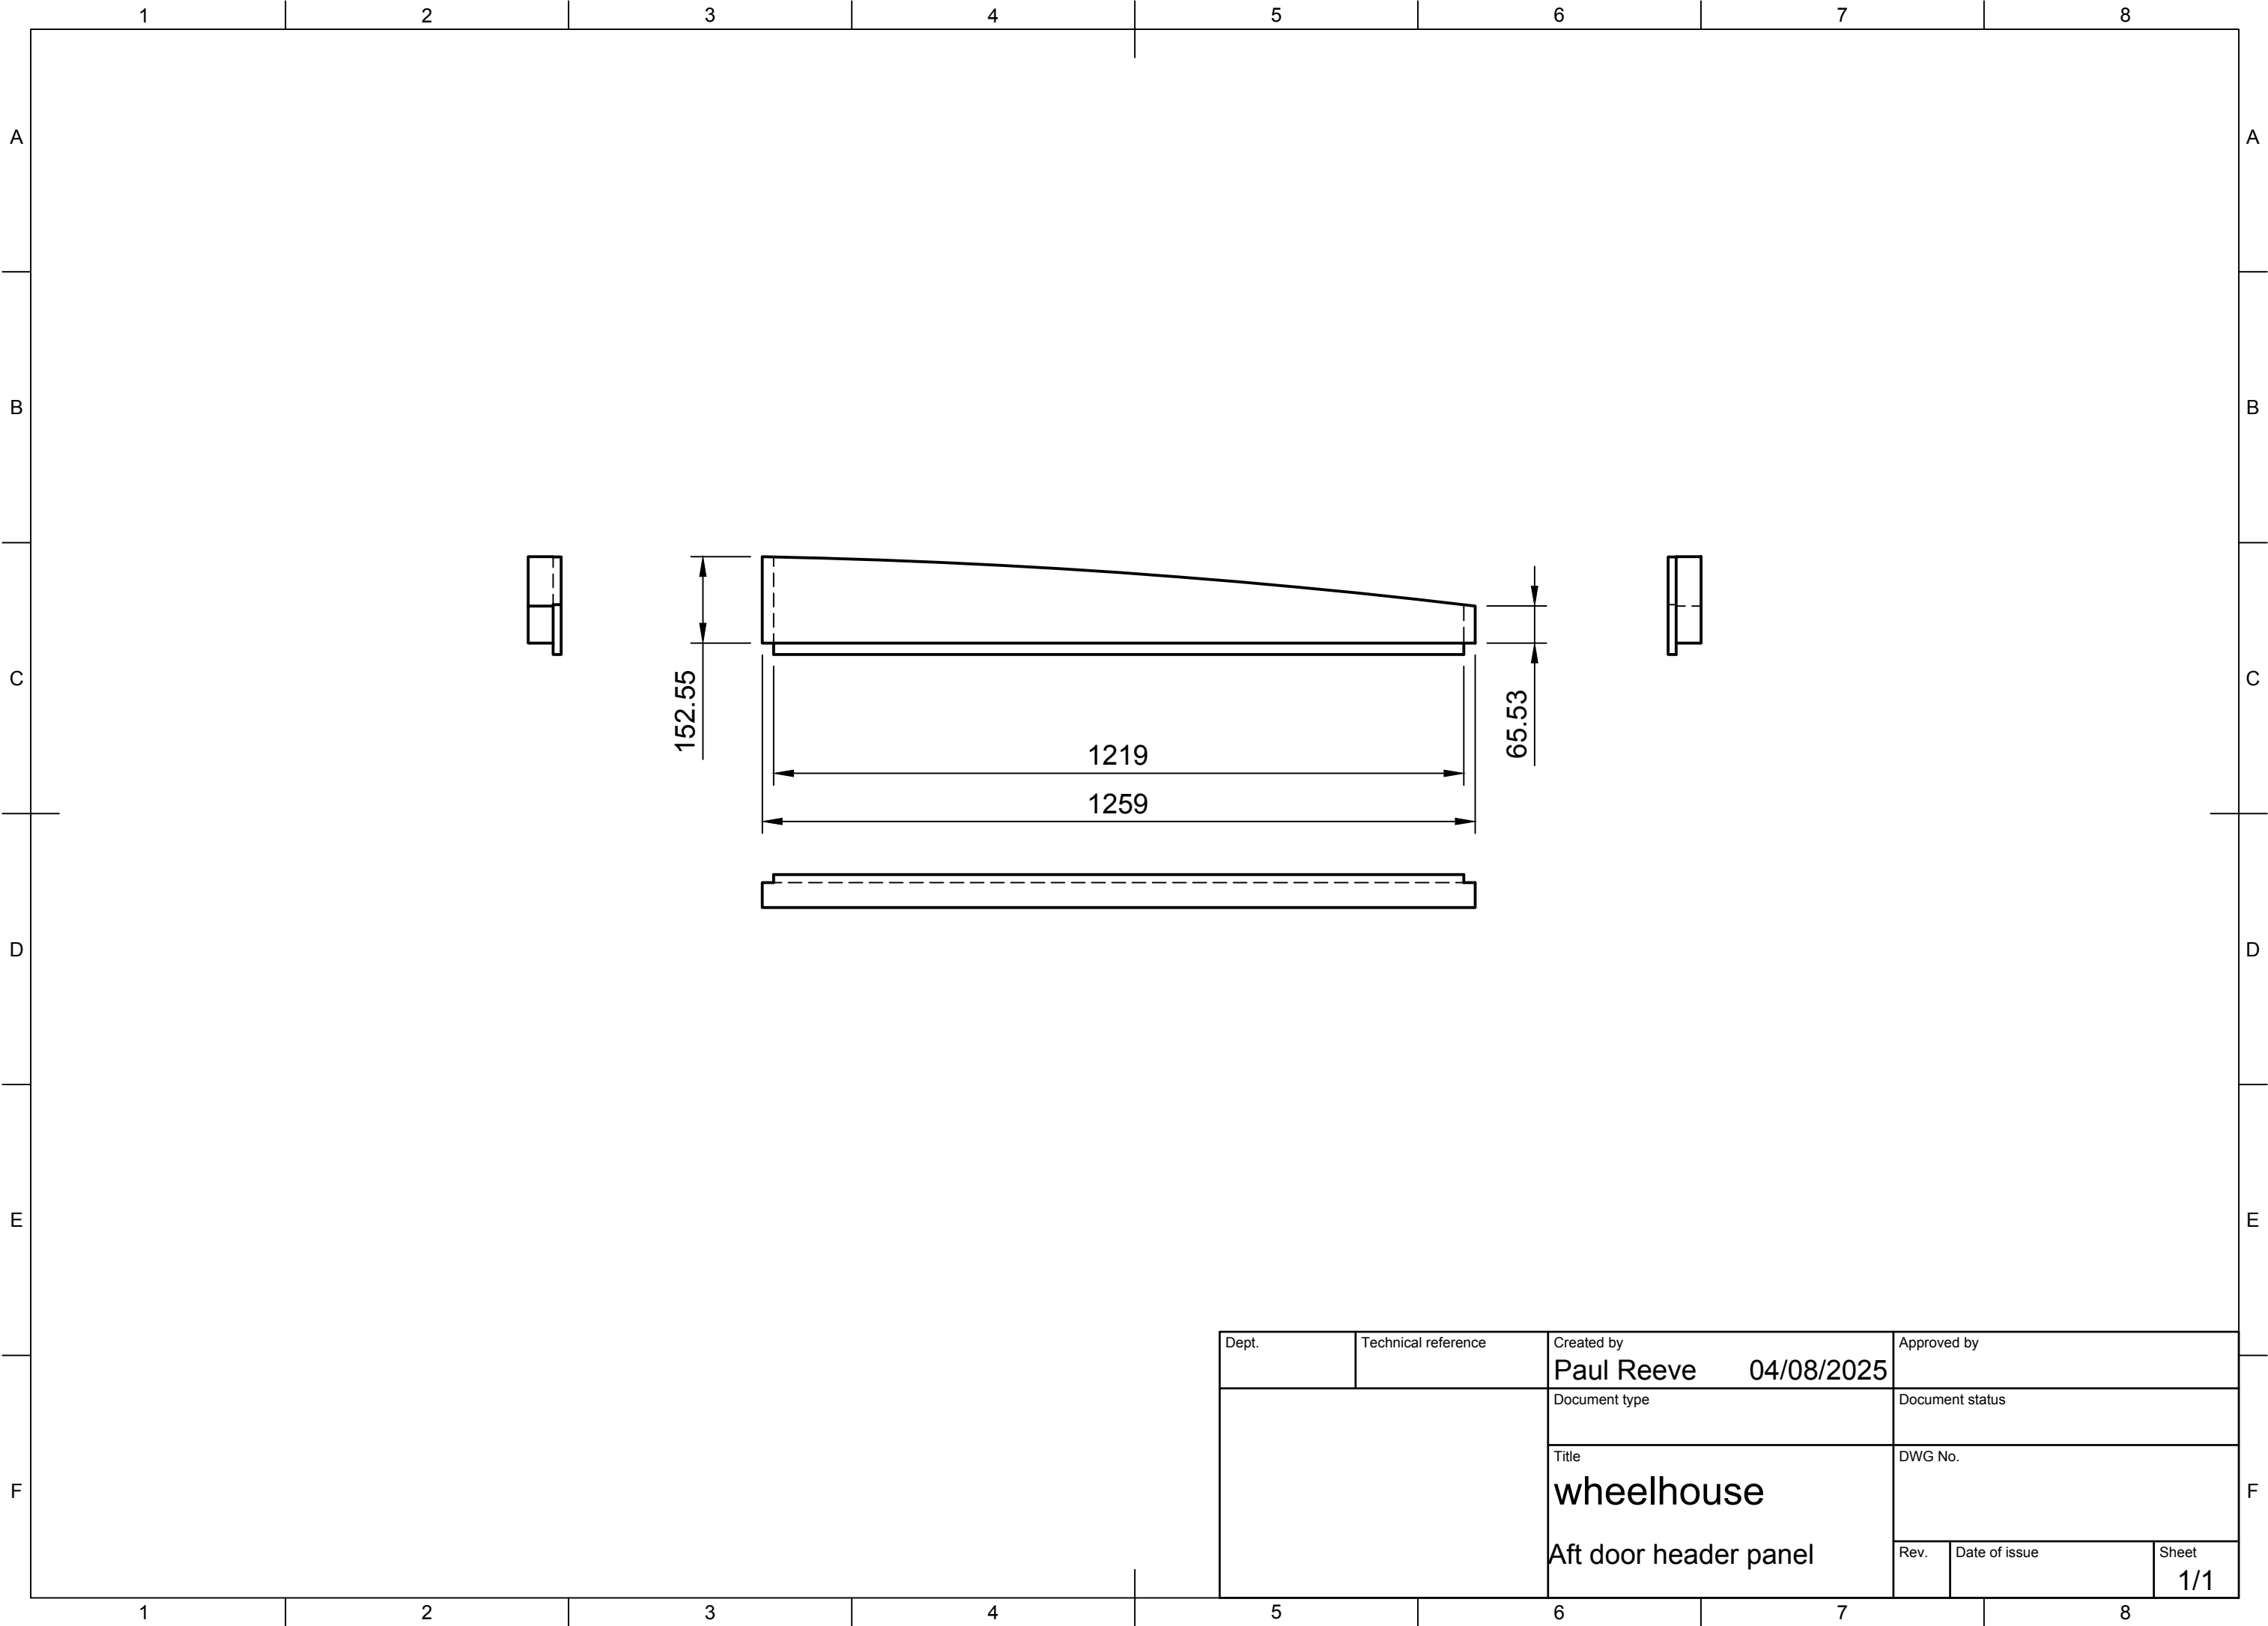 1 2 3 4 5 6 7 8
A A
B B
C C
152.55
65.53
1219
1259
D D
E E
Dept. Technical reference Created by Approved by
Paul Reeve 04/08/2025
Document type Document status
Title DWG No.
wheelhouse
F F
Aft door header panel
Rev. Date of issue Sheet
1/1
1 2 3 4 5 6 7 8